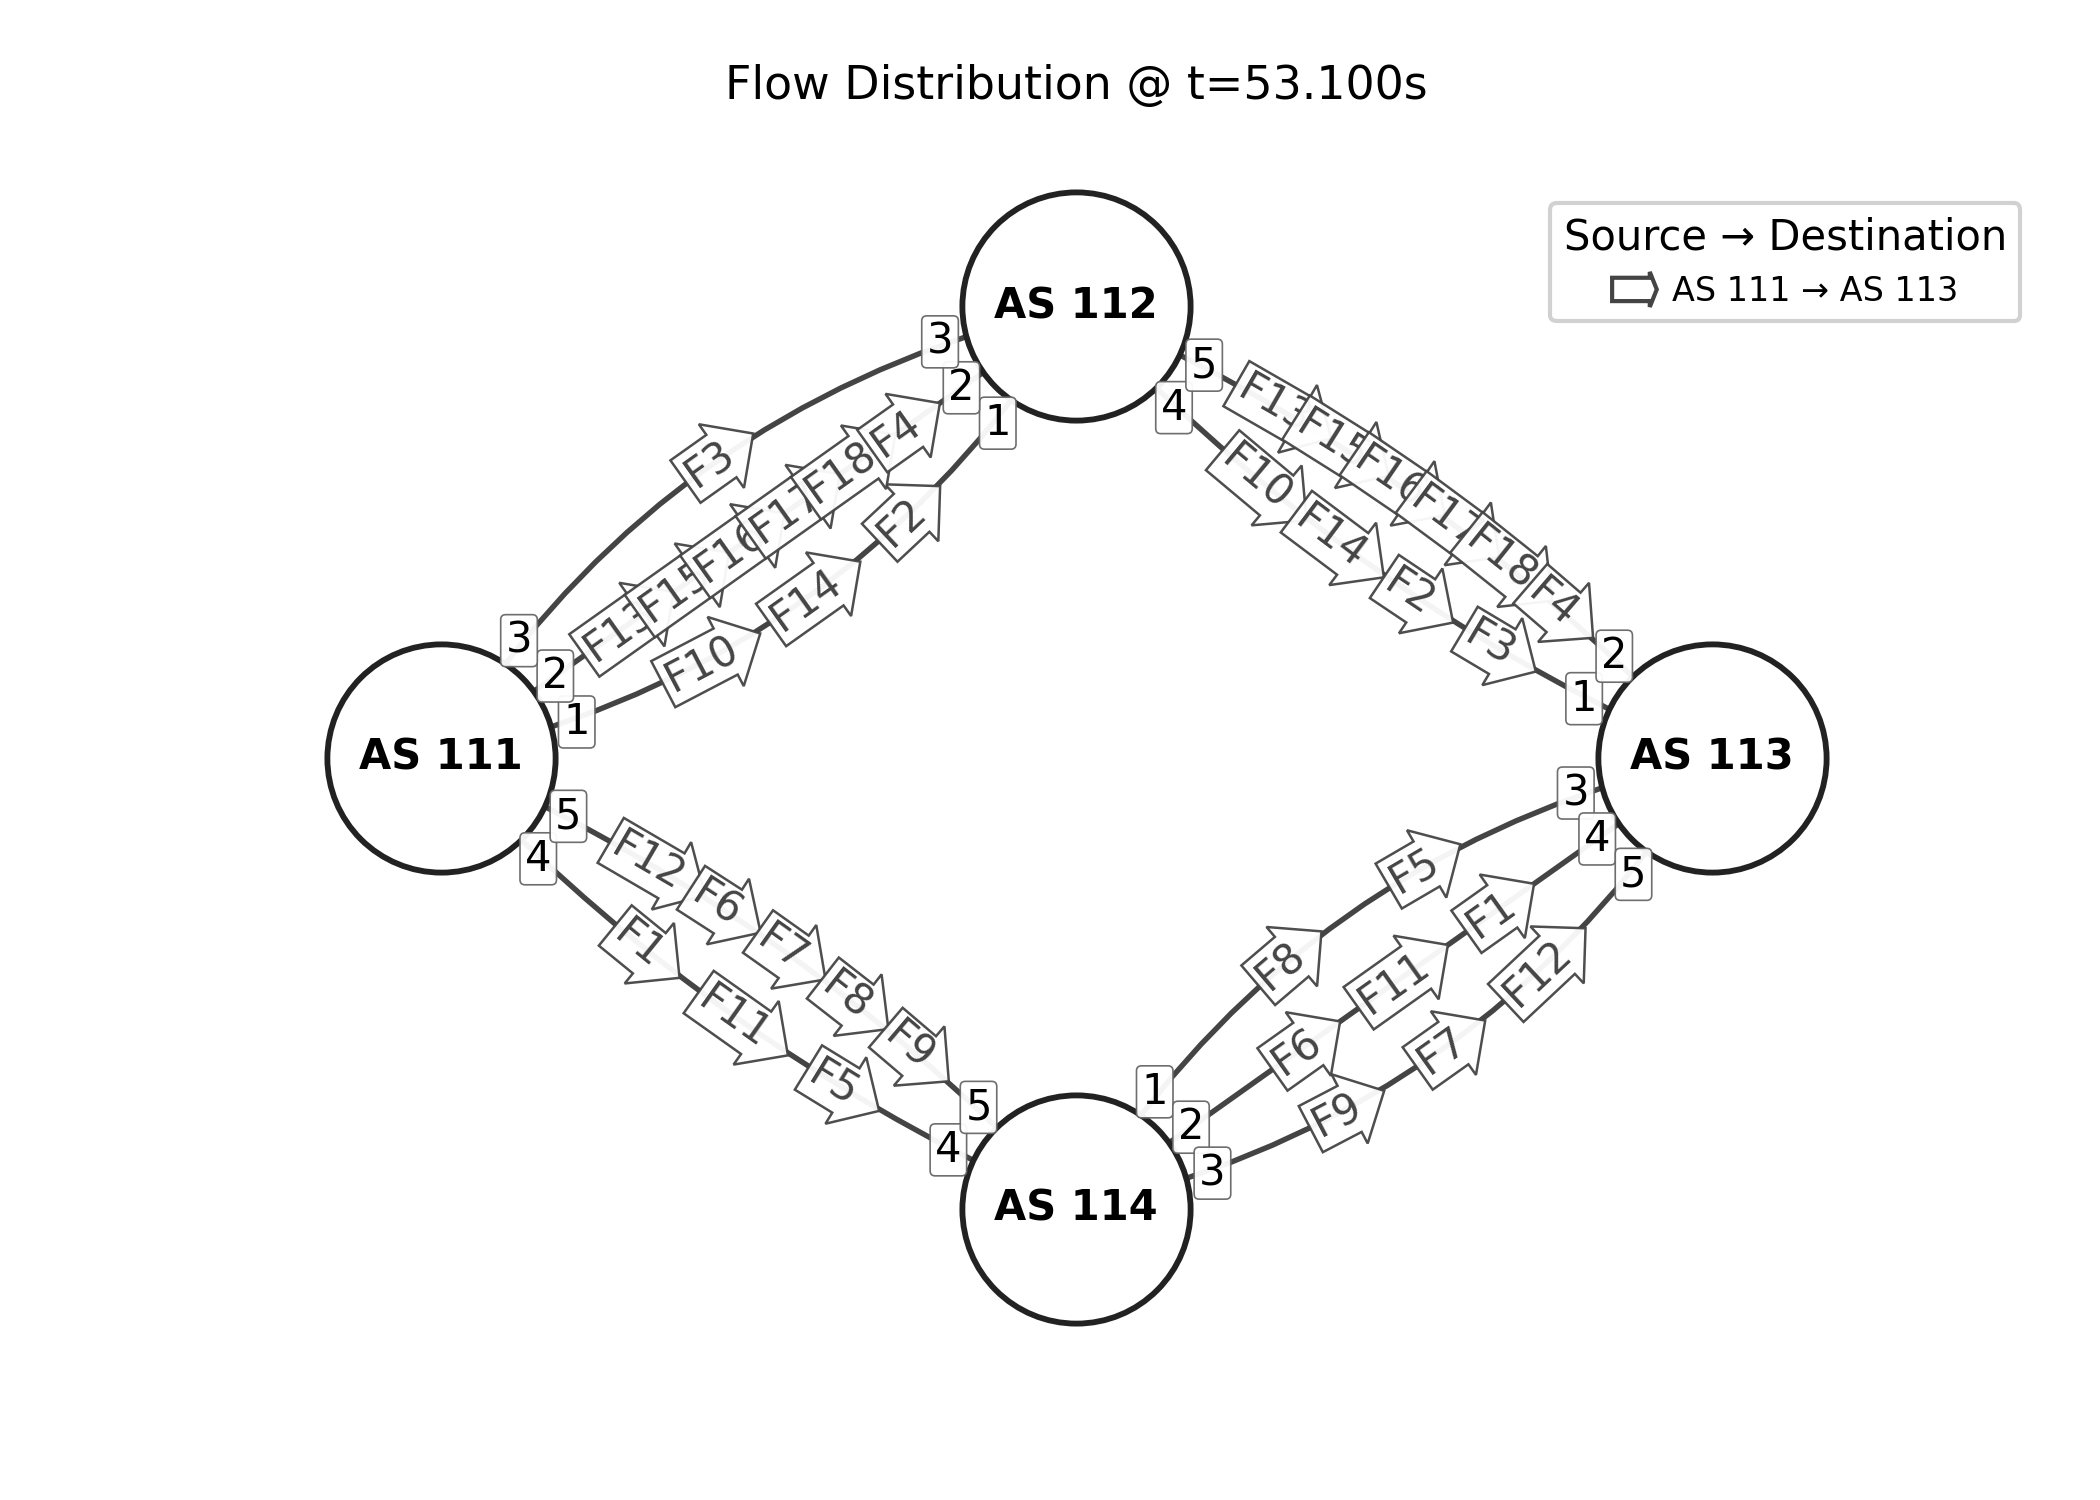 Flow Distribution @ t=53.100s
Source → Destination
AS 111 → AS 113
AS 112
3
2
1
5
4
F3
F13
F15
F16
F17
F18
F4
F10
F14
F2
F13
F15
F16
F17
F18
F4
F10
F14
F2
F3
3
2
1
2
1
AS 111
AS 113
5
4
3
4
5
F12
F6
F7
F8
F9
F1
F11
F5
F8
F5
F6
F11
F1
F9
F7
F12
5
4
1
2
3
AS 114